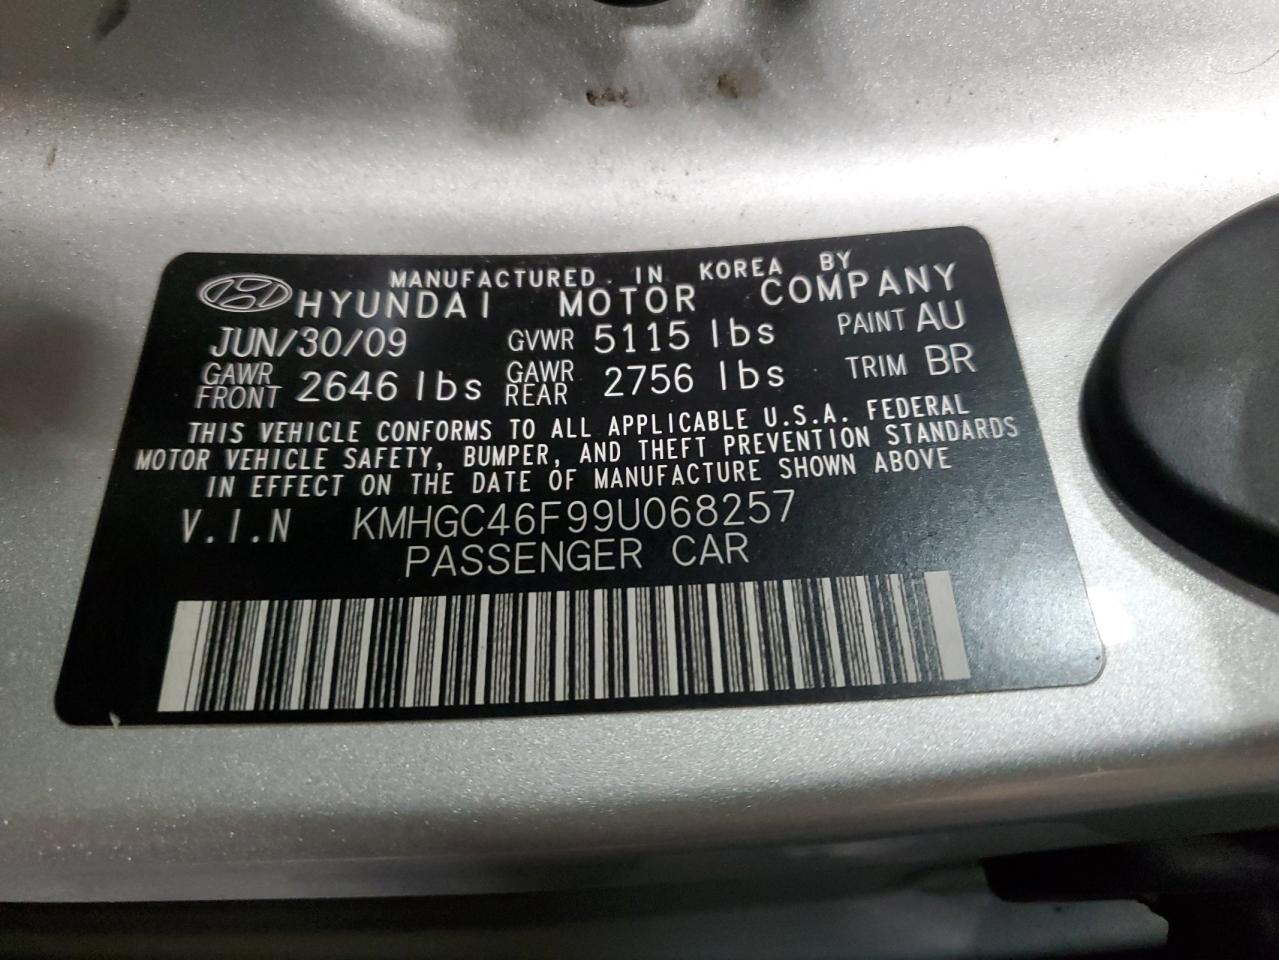 MANUFACTURED IN KOREA BY
HYUNDAI MOTOR COMPANY
JUN/30/09 GVWR 5115 lbs PAINT AU
GAWR FRONT 2646 lbs GAWR REAR 2756 lbs TRIM BR
THIS VEHICLE CONFORMS TO ALL APPLICABLE U.S.A. FEDERAL
MOTOR VEHICLE SAFETY, BUMPER, AND THEFT PREVENTION STANDARDS
IN EFFECT ON THE DATE OF MANUFACTURE SHOWN ABOVE
V.I.N KMHGC46F99U068257
PASSENGER CAR